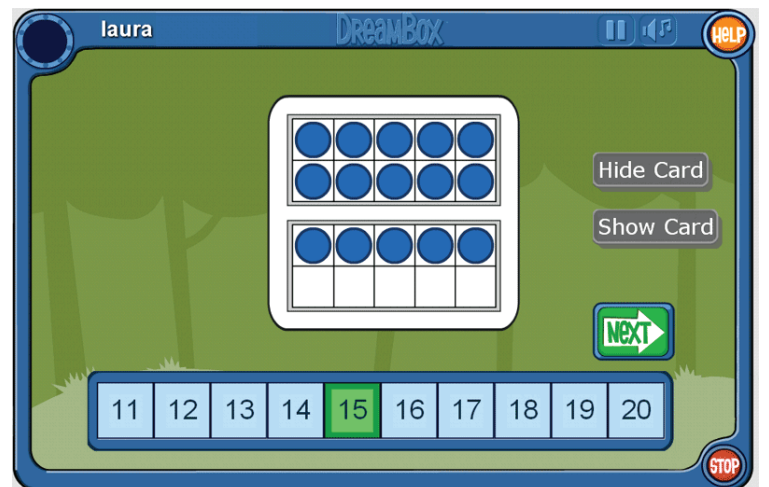 laura
DreamBox
HELP
Hide Card
Show Card
NEXT
11 12 13 14 15 16 17 18 19 20
STOP